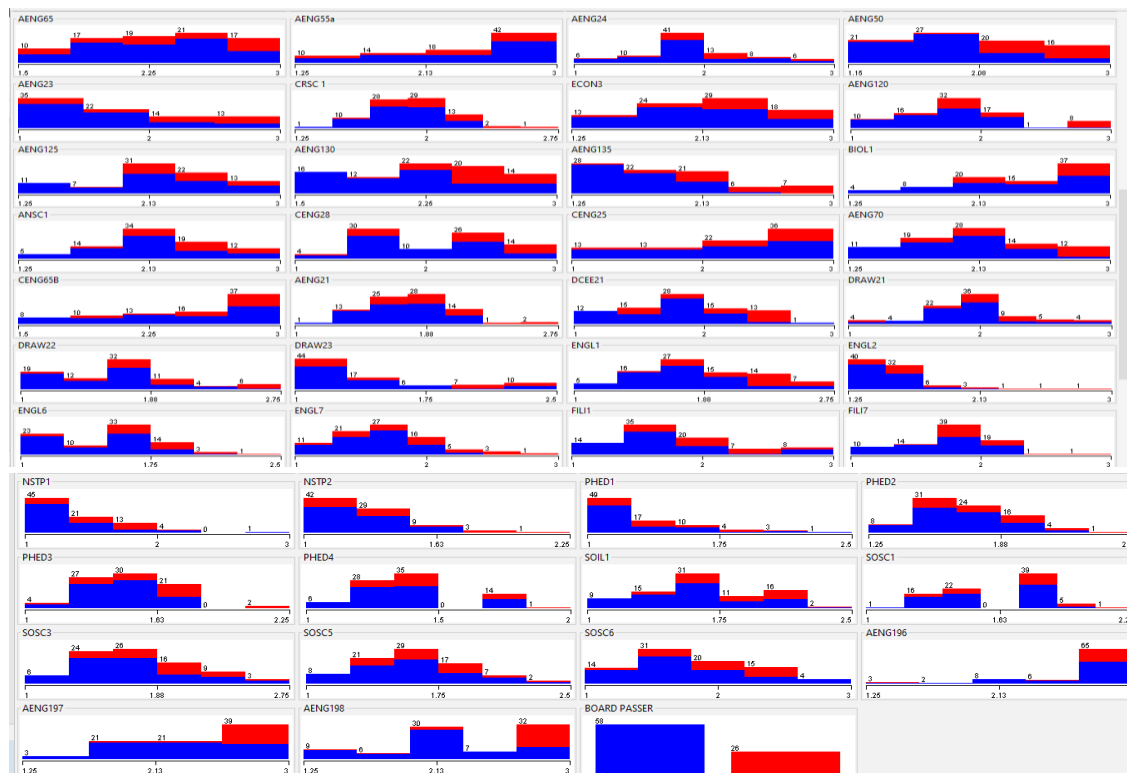 AENG65 AENG55a AENG24 AENG50
10 17 19 21 17 10 14 18 42 6 10 41 13 8 6 21 27 20 16
1.5 2.25 3 1.25 2.13 3 1 2 3 1.15 2.08 3
AENG23 CRSC 1 ECON3 AENG120
35 22 14 13 1 10 28 29 13 2 1 13 24 29 18 10 16 32 17 1 8
1 2 3 1.25 2 2.76 1.25 2.13 3 1 2 3
AENG125 AENG130 AENG135 BIOL1
11 7 31 22 13 16 12 22 20 14 28 22 21 6 7 4 8 20 15 37
1.25 2.13 3 1.5 2.25 3 1.25 2.13 3 1.25 2.13 3
ANSC1 CENG28 CENG25 AENG70
5 14 34 19 12 4 30 10 26 14 13 13 22 36 11 19 28 14 12
1.25 2.13 3 1 2 3 1 2 3 1.25 2.13 3
CENG65B AENG21 DCEE21 DRAW21
8 10 13 16 37 1 13 25 28 14 1 2 12 15 28 15 13 1 4 4 22 36 9 5 4
1.5 2.25 3 1 1.88 3 1 2 3 1 2 3
DRAW22 DRAW23 ENGL1 ENGL2
19 12 32 11 4 6 44 17 6 7 10 5 16 27 15 14 7 40 32 6 3 1 1 1
1 1.88 2.75 1 1.75 2.5 1 1.88 2.76 1.25 2.13 3
ENGL6 ENGL7 FILI1 FILI7
23 10 33 14 3 1 11 21 27 16 5 3 1 14 35 20 7 8 10 14 39 19 1 1
1 1.75 2.5 1 2 3 1 2 3 1 2 3
NSTP1 NSTP2 PHED1 PHED2
45 21 13 4 0 1 42 29 9 3 1 49 17 10 4 3 1 8 31 24 16 4 1
1 2 3 1 1.63 2.25 1 1.75 2.5 1.25 1.88
PHED3 PHED4 SOIL1 SOSC1
4 27 30 21 0 2 6 28 35 0 14 1 9 15 31 11 16 2 1 16 22 0 39 5 1
1 1.63 2.25 1 1.5 2 1 1.75 2.5 1 1.63
SOSC3 SOSC5 SOSC6 AENG196
6 24 26 16 9 3 8 21 29 17 7 2 14 31 20 15 4 3 2 8 6 65
1 1.88 2.76 1 1.75 2.5 1 2 3 1.25 2.13 3
AENG197 AENG198 BOARD PASSER
3 21 21 39 9 6 30 7 32 58 26
1.25 2.13 3 1.25 2.13 3